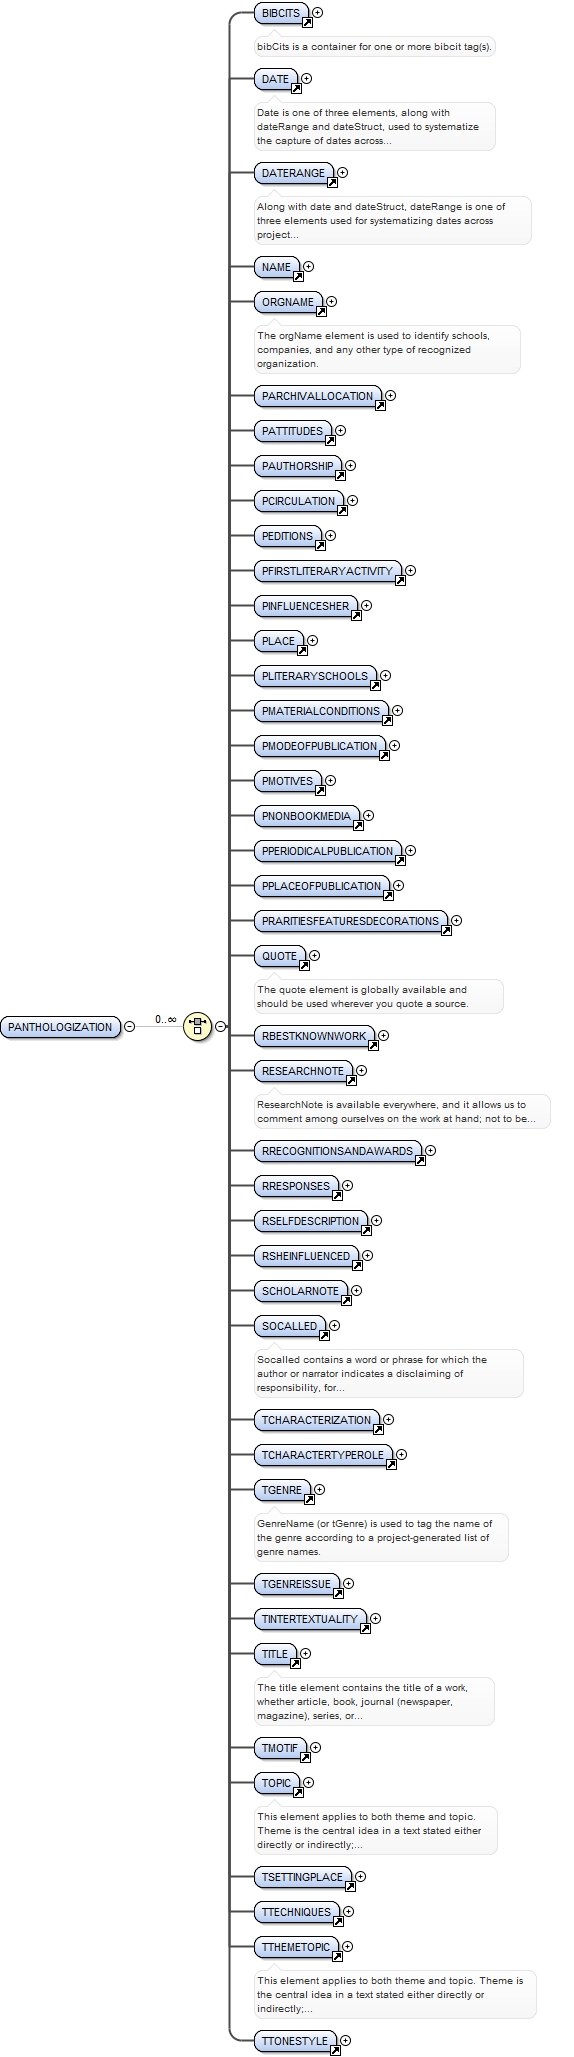 BIBCITS
bibCits is a container for one or more bibcit tag(s).
DATE
Date is one of three elements, along with
dateRange and dateStruct, used to systematize
the capture of dates across...
DATERANGE
Along with date and dateStruct, dateRange is one of
three elements used for systematizing dates across
project...
NAME
ORGNAME
The orgName element is used to identify schools,
companies, and any other type of recognized
organization.
PARCHIVALLOCATION
PATTITUDES
PAUTHORSHIP
PCIRCULATION
PEDITIONS
PFIRSTLITERARYACTIVITY
PINFLUENCESHER
PLACE
PLITERARYSCHOOLS
PMATERIALCONDITIONS
PMODEOFPUBLICATION
PMOTIVES
PNONBOOKMEDIA
PPERIODICALPUBLICATION
PPLACEOFPUBLICATION
PRARITIESFEATURESDECORATIONS
QUOTE
The quote element is globally available and
should be used wherever you quote a source.
PANTHOLOGIZATION
0..∞
RBESTKNOWNWORK
RESEARCHNOTE
ResearchNote is available everywhere, and it allows us to
comment among ourselves on the work at hand; not to be...
RRECOGNITIONSANDAWARDS
RRESPONSES
RSELFDESCRIPTION
RSHEINFLUENCED
SCHOLARNOTE
SOCALLED
Socalled contains a word or phrase for which the
author or narrator indicates a disclaiming of
responsibility, for...
TCHARACTERIZATION
TCHARACTERTYPEROLE
TGENRE
GenreName (or tGenre) is used to tag the name of
the genre according to a project-generated list of
genre names.
TGENREISSUE
TINTERTEXTUALITY
TITLE
The title element contains the title of a work,
whether article, book, journal (newspaper,
magazine), series, or...
TMOTIF
TOPIC
This element applies to both theme and topic.
Theme is the central idea in a text stated either
directly or indirectly;...
TSETTINGPLACE
TTECHNIQUES
TTHEMETOPIC
This element applies to both theme and topic. Theme is
the central idea in a text stated either directly or
indirectly;...
TTONESTYLE